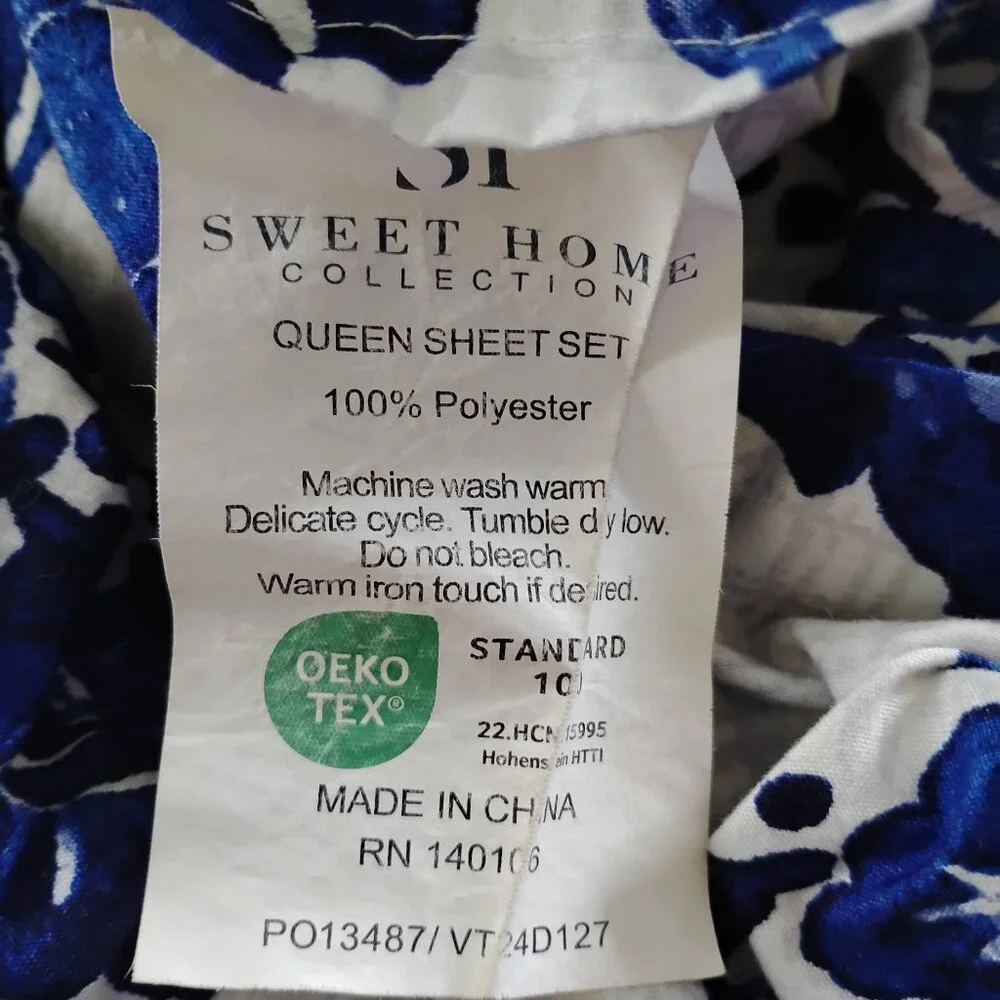 SWEET HOME
COLLECTION
QUEEN SHEET SET
100% Polyester
Machine wash warm
Delicate cycle. Tumble dry low.
Do not bleach.
Warm iron touch if desired.
OEKO
TEX®
STANDARD
100
22.HCN.15995
Hohenstein HTTI
MADE IN CHINA
RN 140106
PO13487/ VT24D127